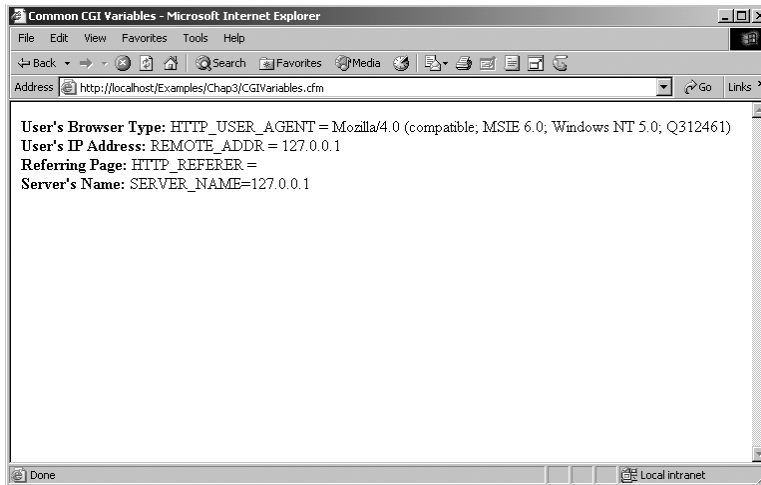 Common CGI Variables - Microsoft Internet Explorer
File Edit View Favorites Tools Help
Back Search Favorites Media
Address http://localhost/Examples/Chap3/CGIVariables.cfm Go Links
User's Browser Type: HTTP_USER_AGENT = Mozilla/4.0 (compatible; MSIE 6.0; Windows NT 5.0; Q312461)
User's IP Address: REMOTE_ADDR = 127.0.0.1
Referring Page: HTTP_REFERER =
Server's Name: SERVER_NAME=127.0.0.1
Done Local intranet